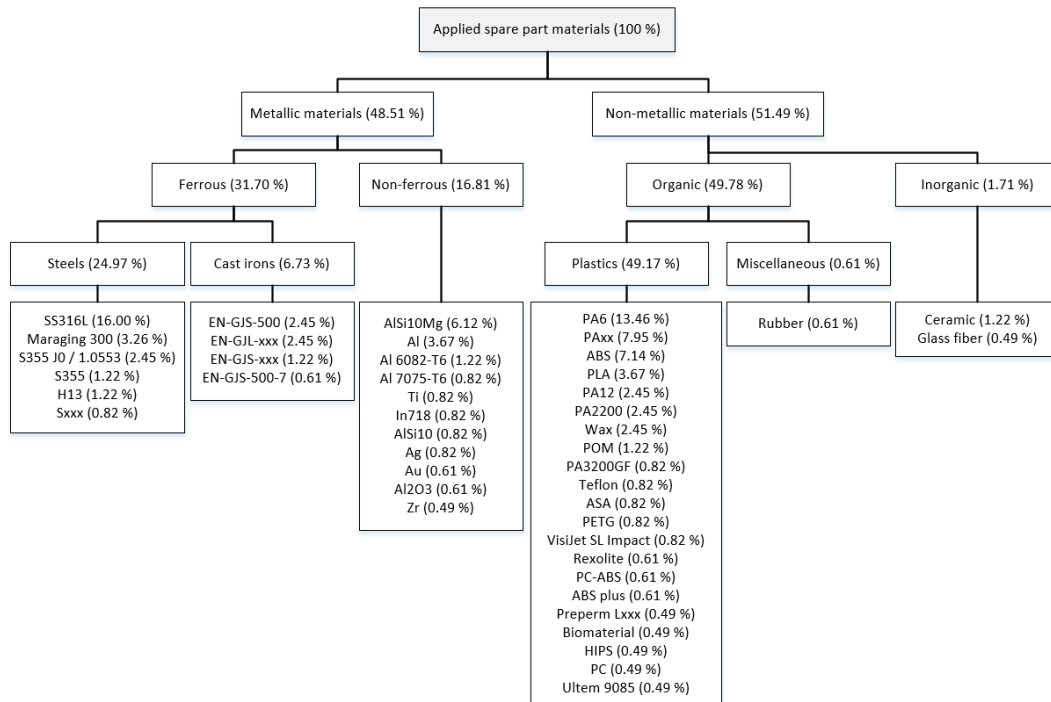 Applied spare part materials (100 %)
Metallic materials (48.51 %)
Non-metallic materials (51.49 %)
Ferrous (31.70 %)
Non-ferrous (16.81 %)
Organic (49.78 %)
Inorganic (1.71 %)
Steels (24.97 %)
Cast irons (6.73 %)
Plastics (49.17 %)
Miscellaneous (0.61 %)
SS316L (16.00 %)
Maraging 300 (3.26 %)
S355 J0 / 1.0553 (2.45 %)
S355 (1.22 %)
H13 (1.22 %)
Sxxx (0.82 %)
EN-GJS-500 (2.45 %)
EN-GJL-xxx (2.45 %)
EN-GJS-xxx (1.22 %)
EN-GJS-500-7 (0.61 %)
AlSi10Mg (6.12 %)
Al (3.67 %)
Al 6082-T6 (1.22 %)
Al 7075-T6 (0.82 %)
Ti (0.82 %)
In718 (0.82 %)
AlSi10 (0.82 %)
Ag (0.82 %)
Au (0.61 %)
Al2O3 (0.61 %)
Zr (0.49 %)
PA6 (13.46 %)
PAxx (7.95 %)
ABS (7.14 %)
PLA (3.67 %)
PA12 (2.45 %)
PA2200 (2.45 %)
Wax (2.45 %)
POM (1.22 %)
PA3200GF (0.82 %)
Teflon (0.82 %)
ASA (0.82 %)
PETG (0.82 %)
VisiJet SL Impact (0.82 %)
Rexolite (0.61 %)
PC-ABS (0.61 %)
ABS plus (0.61 %)
Preperm Lxxx (0.49 %)
Biomaterial (0.49 %)
HIPS (0.49 %)
PC (0.49 %)
Ultem 9085 (0.49 %)
Rubber (0.61 %)
Ceramic (1.22 %)
Glass fiber (0.49 %)